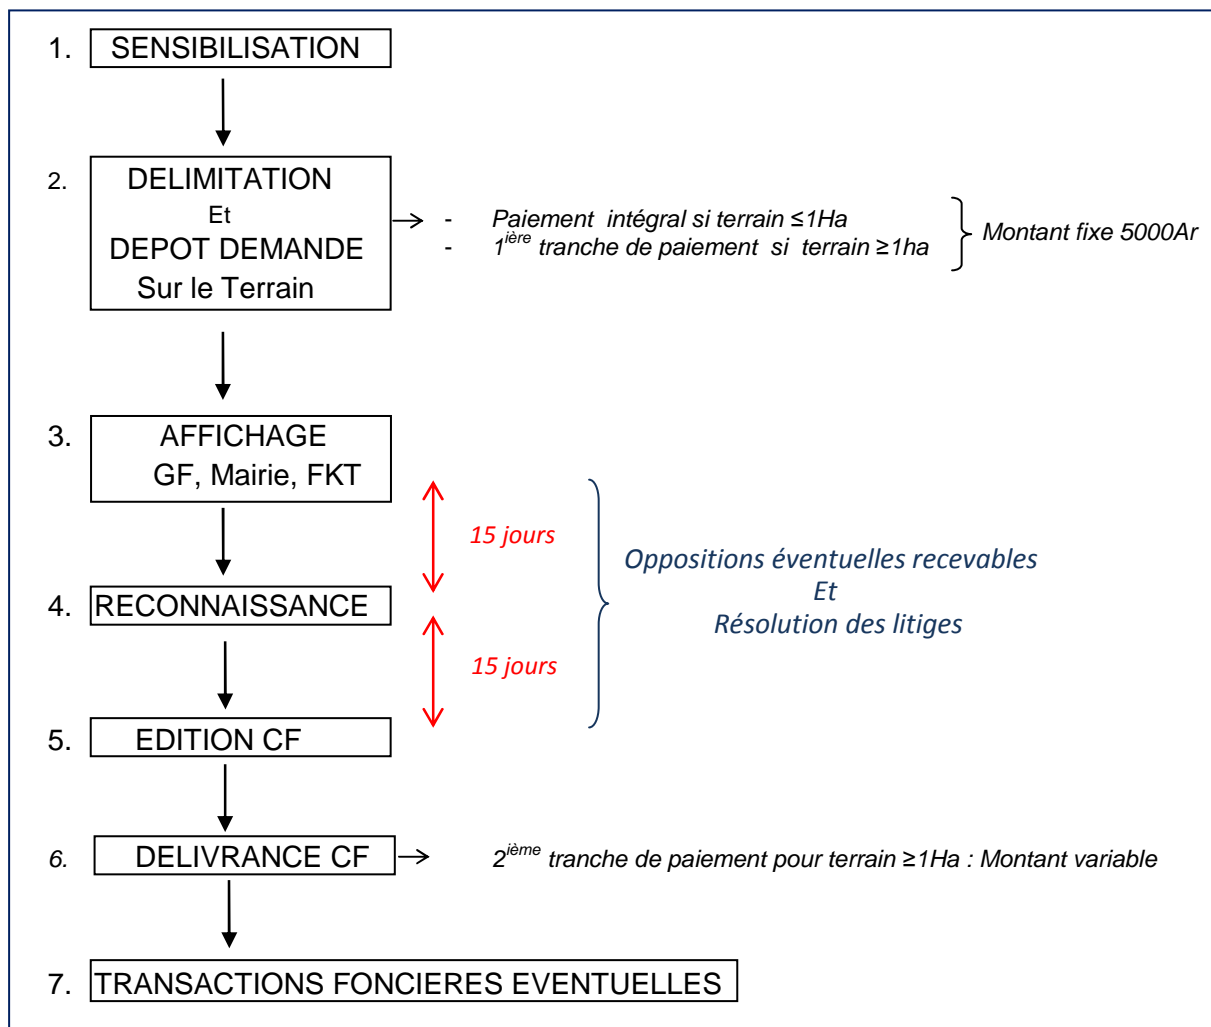 1. SENSIBILISATION
2. DELIMITATION
Et
DEPOT DEMANDE
Sur le Terrain
- Paiement intégral si terrain ≤1Ha
- 1ière tranche de paiement si terrain ≥1ha
Montant fixe 5000Ar
3. AFFICHAGE
GF, Mairie, FKT
15 jours
4. RECONNAISSANCE
15 jours
Oppositions éventuelles recevables
Et
Résolution des litiges
5. EDITION CF
6. DELIVRANCE CF
2ième tranche de paiement pour terrain ≥1Ha : Montant variable
7. TRANSACTIONS FONCIERES EVENTUELLES